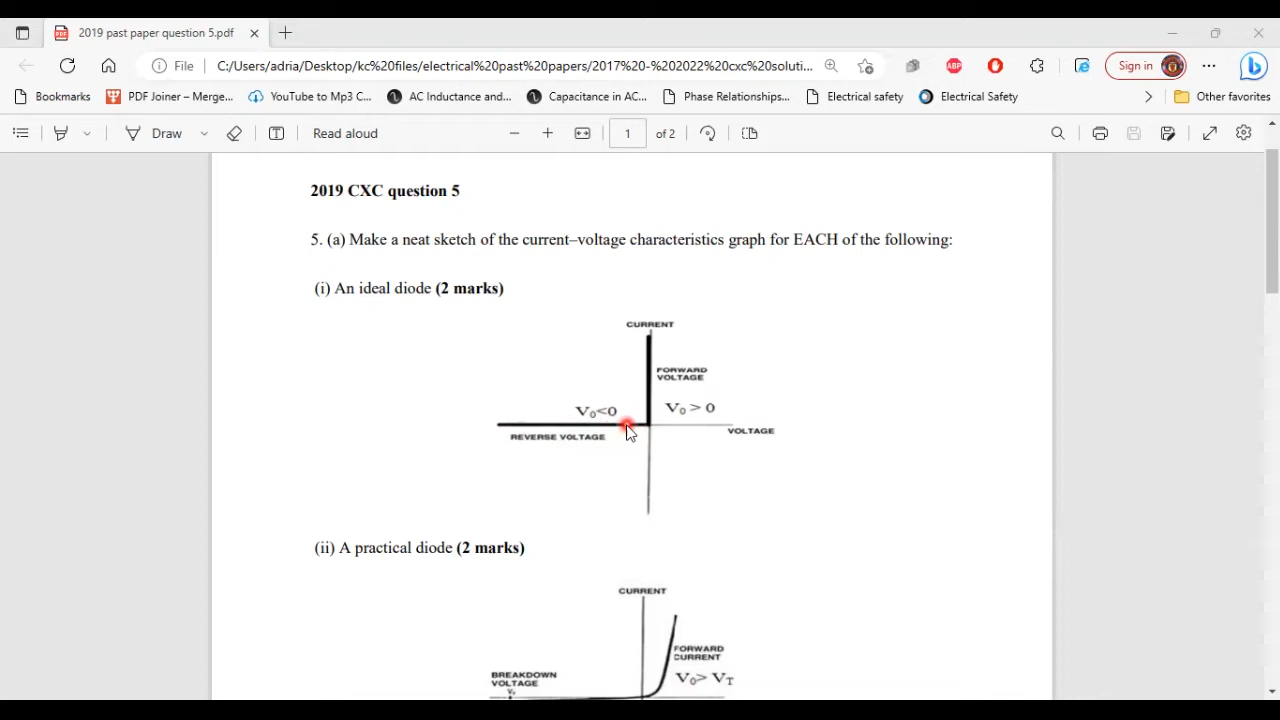 2019 past paper question 5.pdf
File C:/Users/adria/Desktop/kc%20files/electrical%20past%20papers/2017%20-%202022%20cxc%20soluti... ABP Sign in
Bookmarks PDF Joiner – Merge... YouTube to Mp3 C... AC Inductance and... Capacitance in AC... Phase Relationships... Electrical safety Electrical Safety Other favorites
Draw Read aloud 1 of 2
2019 CXC question 5
5. (a) Make a neat sketch of the current–voltage characteristics graph for EACH of the following:
(i) An ideal diode (2 marks)
CURRENT
FORWARD
VOLTAGE
V₀<0 V₀ > 0
REVERSE VOLTAGE VOLTAGE
(ii) A practical diode (2 marks)
CURRENT
FORWARD
CURRENT
BREAKDOWN
VOLTAGE
V₀> V_T